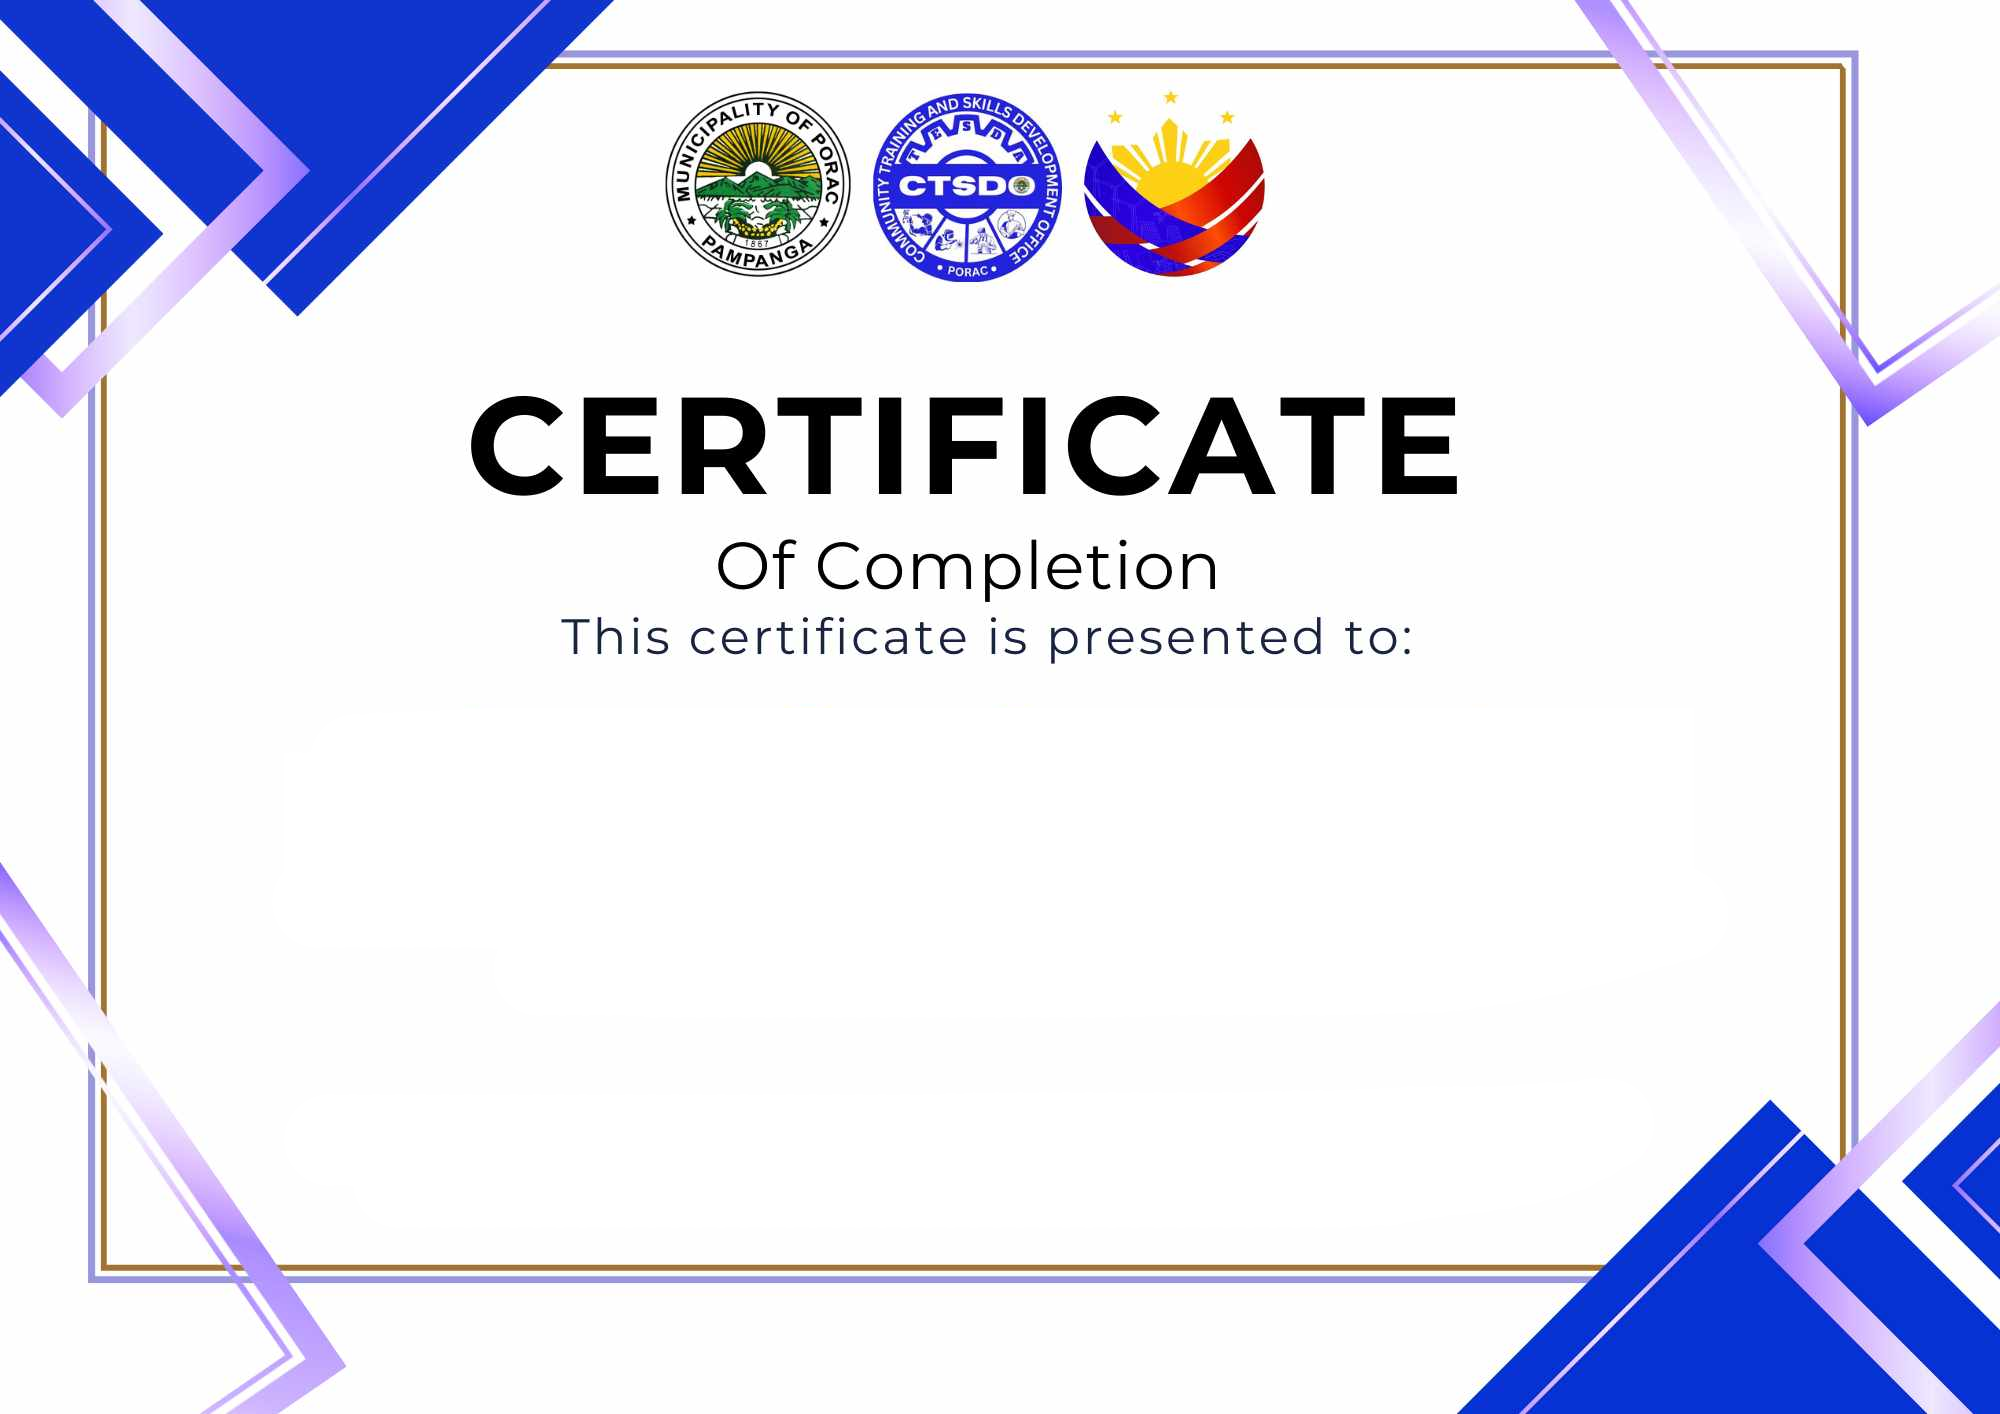 MUNICIPALITY OF PORAC
PAMPANGA
1867
COMMUNITY TRAINING AND SKILLS DEVELOPMENT OFFICE
TESDA
CTSDO
PORAC
CERTIFICATE
Of Completion
This certificate is presented to: